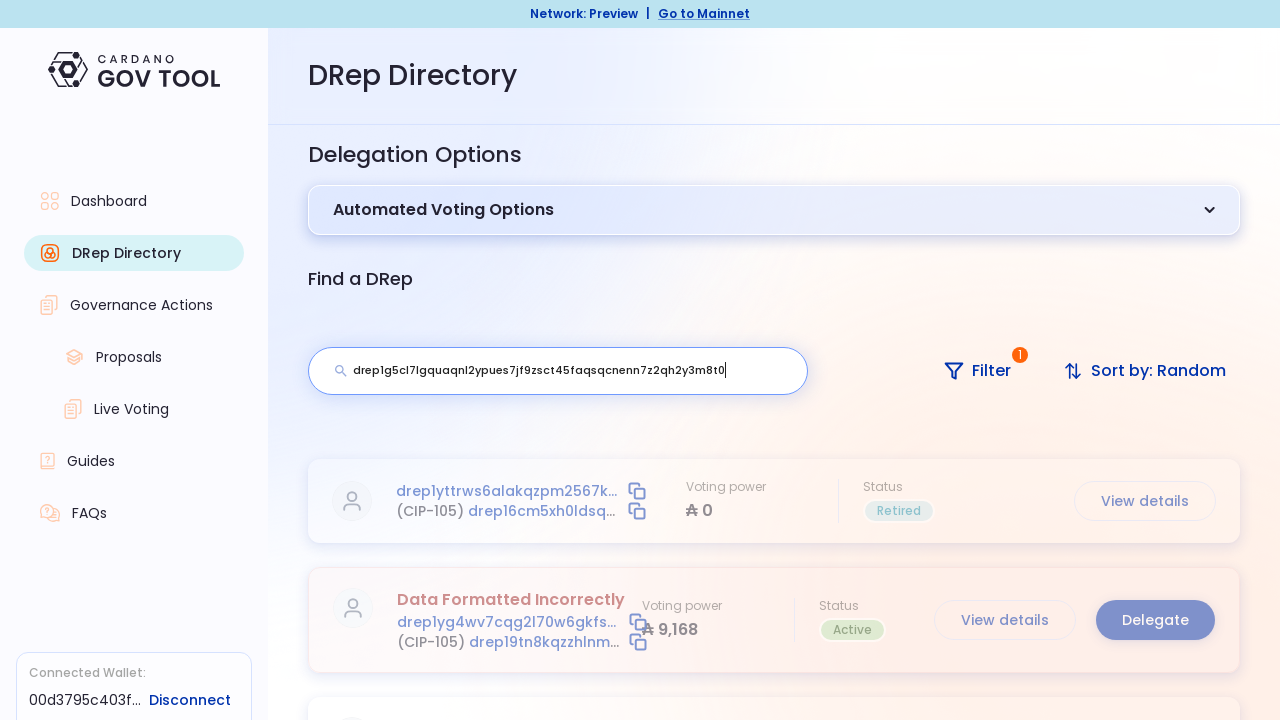 Network: Preview | Go to Mainnet
CARDANO
GOV TOOL
DRep Directory
Delegation Options
Automated Voting Options
Find a DRep
Dashboard
DRep Directory
Governance Actions
Proposals
Live Voting
Guides
FAQs
drep1g5cl7lgquaqnl2ypues7jf9zsct45faqsqcnenn7z2qh2y3m8t0
Filter 1
Sort by: Random
drep1yttrws6alakqzpm2567k...
(CIP-105) drep16cm5xh0ldsq...
Voting power
₳ 0
Status
Retired
View details
Data Formatted Incorrectly
drep1yg4wv7cqg2l70w6gkfs...
(CIP-105) drep19tn8kqzzhlnm...
Voting power
₳ 9,168
Status
Active
View details
Delegate
Connected Wallet:
00d3795c403f... Disconnect